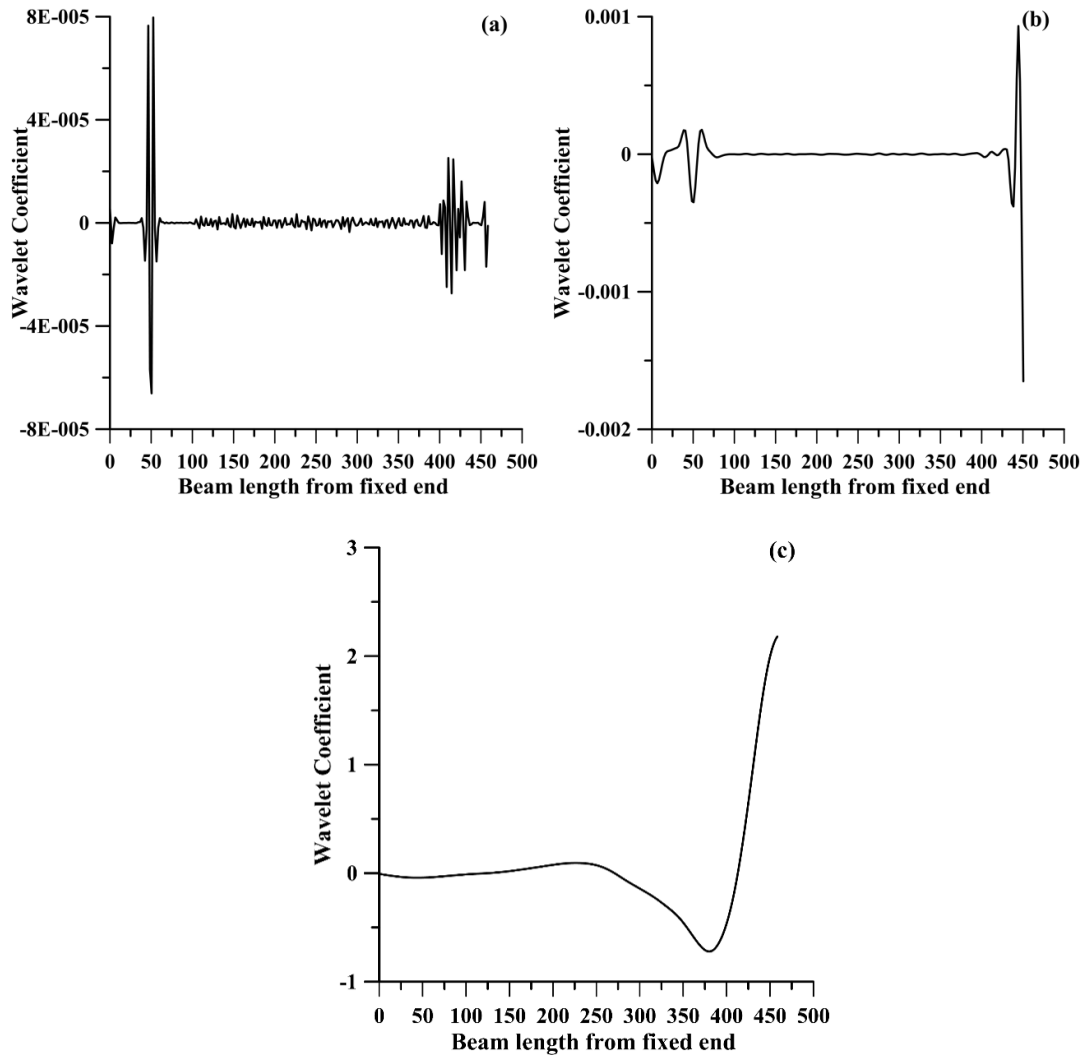 (a)
8E-005
4E-005
0
-4E-005
-8E-005
Wavelet Coefficient
0 50 100 150 200 250 300 350 400 450 500
Beam length from fixed end
(b)
0.001
0
-0.001
-0.002
Wavelet Coefficient
0 50 100 150 200 250 300 350 400 450 500
Beam length from fixed end
(c)
3
2
1
0
-1
Wavelet Coefficient
0 50 100 150 200 250 300 350 400 450 500
Beam length from fixed end